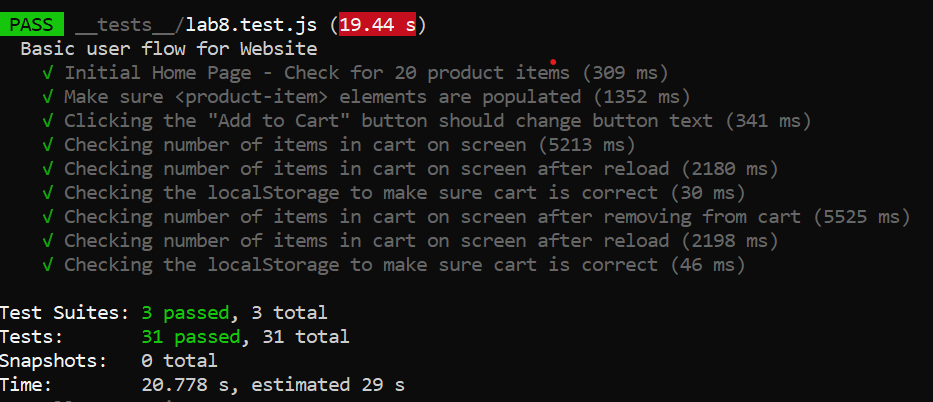 PASS __tests__/lab8.test.js (19.44 s)
Basic user flow for Website
√ Initial Home Page - Check for 20 product items (309 ms)
√ Make sure <product-item> elements are populated (1352 ms)
√ Clicking the "Add to Cart" button should change button text (341 ms)
√ Checking number of items in cart on screen (5213 ms)
√ Checking number of items in cart on screen after reload (2180 ms)
√ Checking the localStorage to make sure cart is correct (30 ms)
√ Checking number of items in cart on screen after removing from cart (5525 ms)
√ Checking number of items in cart on screen after reload (2198 ms)
√ Checking the localStorage to make sure cart is correct (46 ms)
Test Suites: 3 passed, 3 total
Tests: 31 passed, 31 total
Snapshots: 0 total
Time: 20.778 s, estimated 29 s